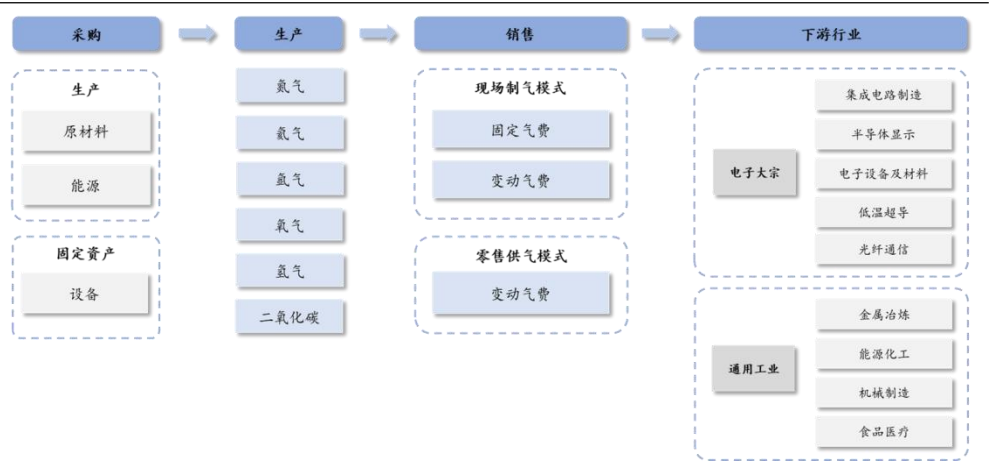 采购
生产
销售
下游行业
生产
原材料
能源
固定资产
设备
氮气
氦气
氩气
氧气
氢气
二氧化碳
现场制气模式
固定气费
变动气费
零售供气模式
变动气费
电子大宗
集成电路制造
半导体显示
电子设备及材料
低温超导
光纤通信
通用工业
金属冶炼
能源化工
机械制造
食品医疗